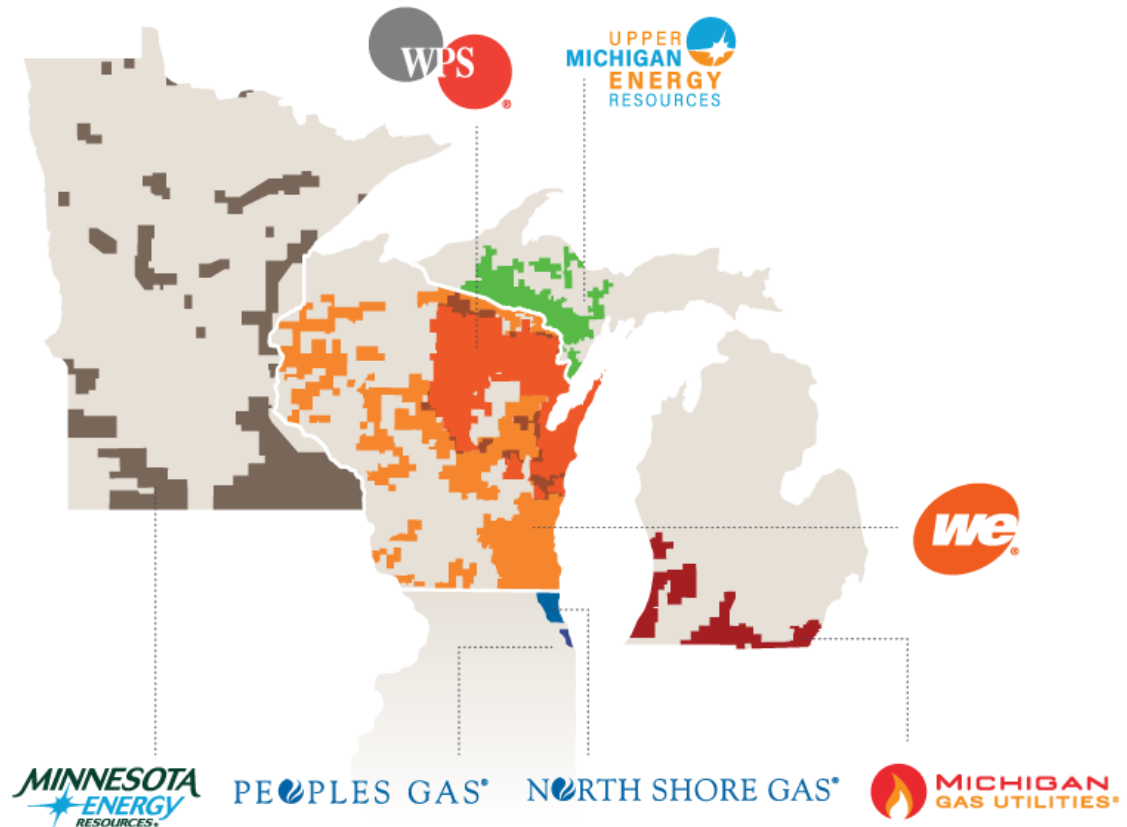 WPS®
UPPER
MICHIGAN
ENERGY
RESOURCES
we®
MINNESOTA
ENERGY
RESOURCES®
PEOPLES GAS®
NORTH SHORE GAS®
MICHIGAN
GAS UTILITIES®